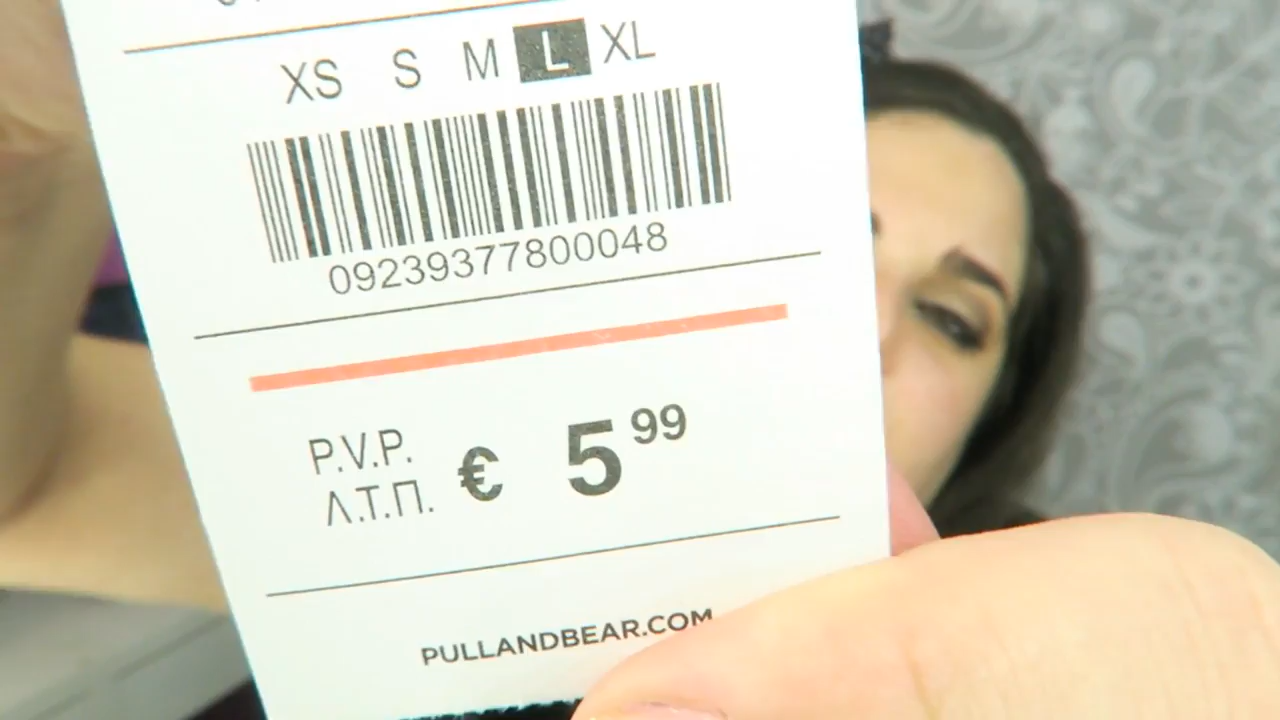 XS S M L XL
09239377800048
P.V.P.
Λ.Τ.Π. € 5 99
PULLANDBEAR.COM